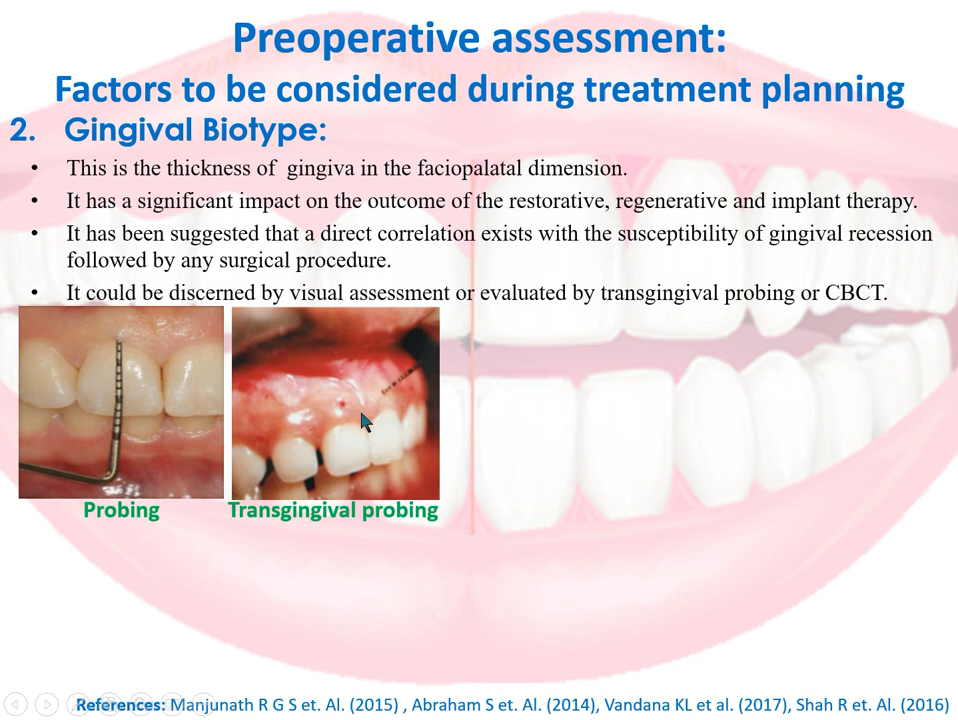 Preoperative assessment:
Factors to be considered during treatment planning
2. Gingival Biotype:
• This is the thickness of gingiva in the faciopalatal dimension.
• It has a significant impact on the outcome of the restorative, regenerative and implant therapy.
• It has been suggested that a direct correlation exists with the susceptibility of gingival recession
followed by any surgical procedure.
• It could be discerned by visual assessment or evaluated by transgingival probing or CBCT.
Probing
Transgingival probing
References: Manjunath R G S et. Al. (2015) , Abraham S et. Al. (2014), Vandana KL et al. (2017), Shah R et. Al. (2016)